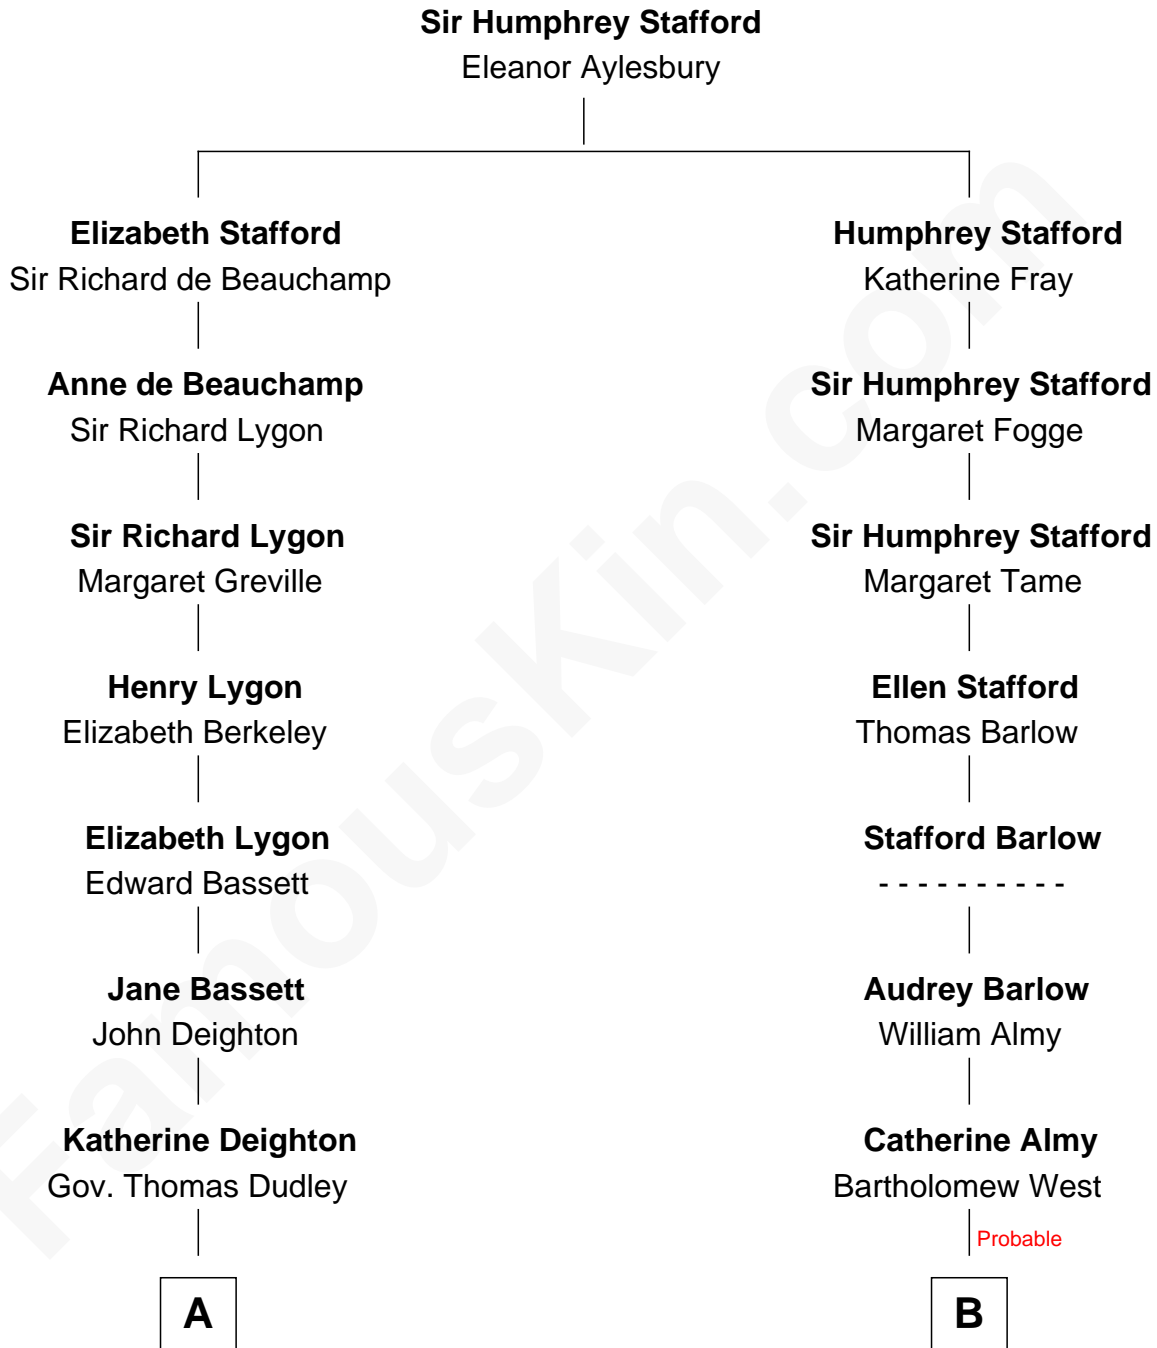 Sir Humphrey Stafford
Eleanor Aylesbury
Elizabeth Stafford
Sir Richard de Beauchamp
Humphrey Stafford
Katherine Fray
Anne de Beauchamp
Sir Richard Lygon
Sir Humphrey Stafford
Margaret Fogge
Sir Richard Lygon
Margaret Greville
Sir Humphrey Stafford
Margaret Tame
Henry Lygon
Elizabeth Berkeley
Ellen Stafford
Thomas Barlow
Elizabeth Lygon
Edward Bassett
Stafford Barlow
- - - - - - - - - -
Jane Bassett
John Deighton
Audrey Barlow
William Almy
Katherine Deighton
Gov. Thomas Dudley
Catherine Almy
Bartholomew West
Probable
A
B
FamousKin.com